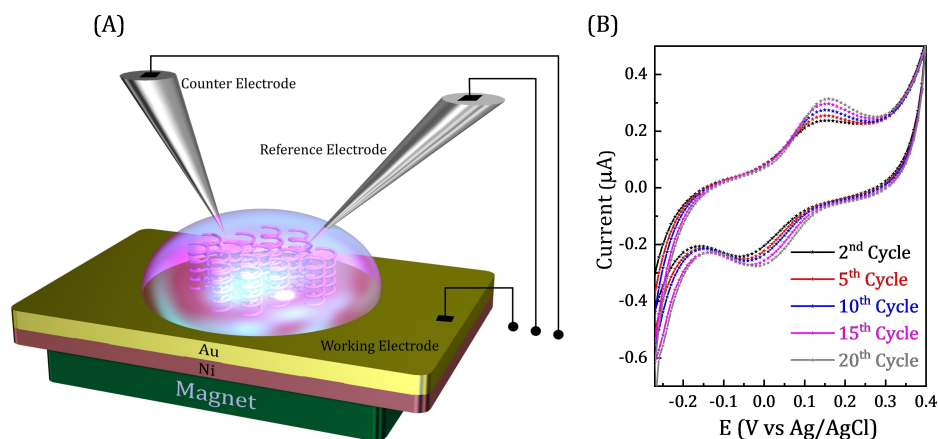 (A)
Counter Electrode
Reference Electrode
Working Electrode
Au
Ni
Magnet
(B)
0.4
0.2
0.0
-0.2
-0.4
-0.6
Current (µA)
2nd Cycle
5th Cycle
10th Cycle
15th Cycle
20th Cycle
-0.2 -0.1 0.0 0.1 0.2 0.3 0.4
E (V vs Ag/AgCl)